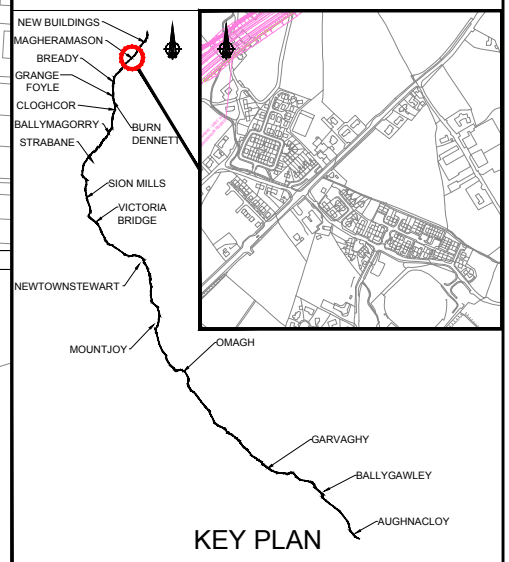 NEW BUILDINGS
MAGHERAMASON
BREADY
GRANGE
FOYLE
CLOGHCOR
BURN
DENNETT
BALLYMAGORRY
STRABANE
SION MILLS
VICTORIA
BRIDGE
NEWTOWNSTEWART
MOUNTJOY
OMAGH
GARVAGHY
BALLYGAWLEY
AUGHNACLOY
KEY PLAN